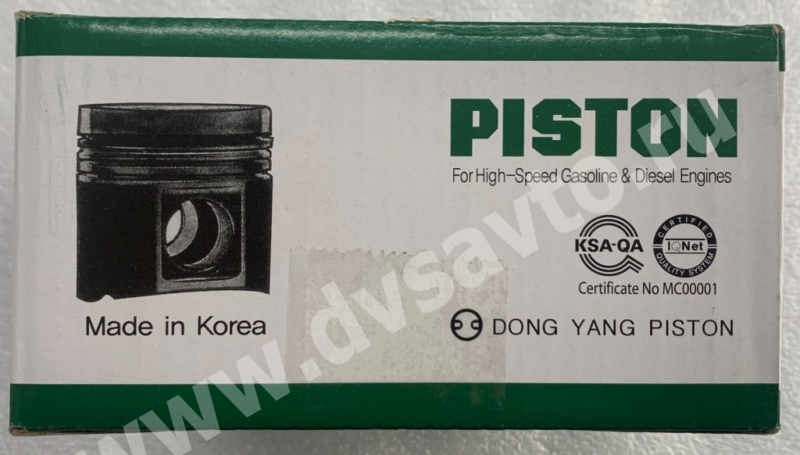 PISTON
For High-Speed Gasoline & Diesel Engines
KSA-QA
CERTIFIED
IQNet
QUALITY SYSTEM
Certificate No MC00001
Made in Korea
DONG YANG PISTON
www.dvsavto.ru